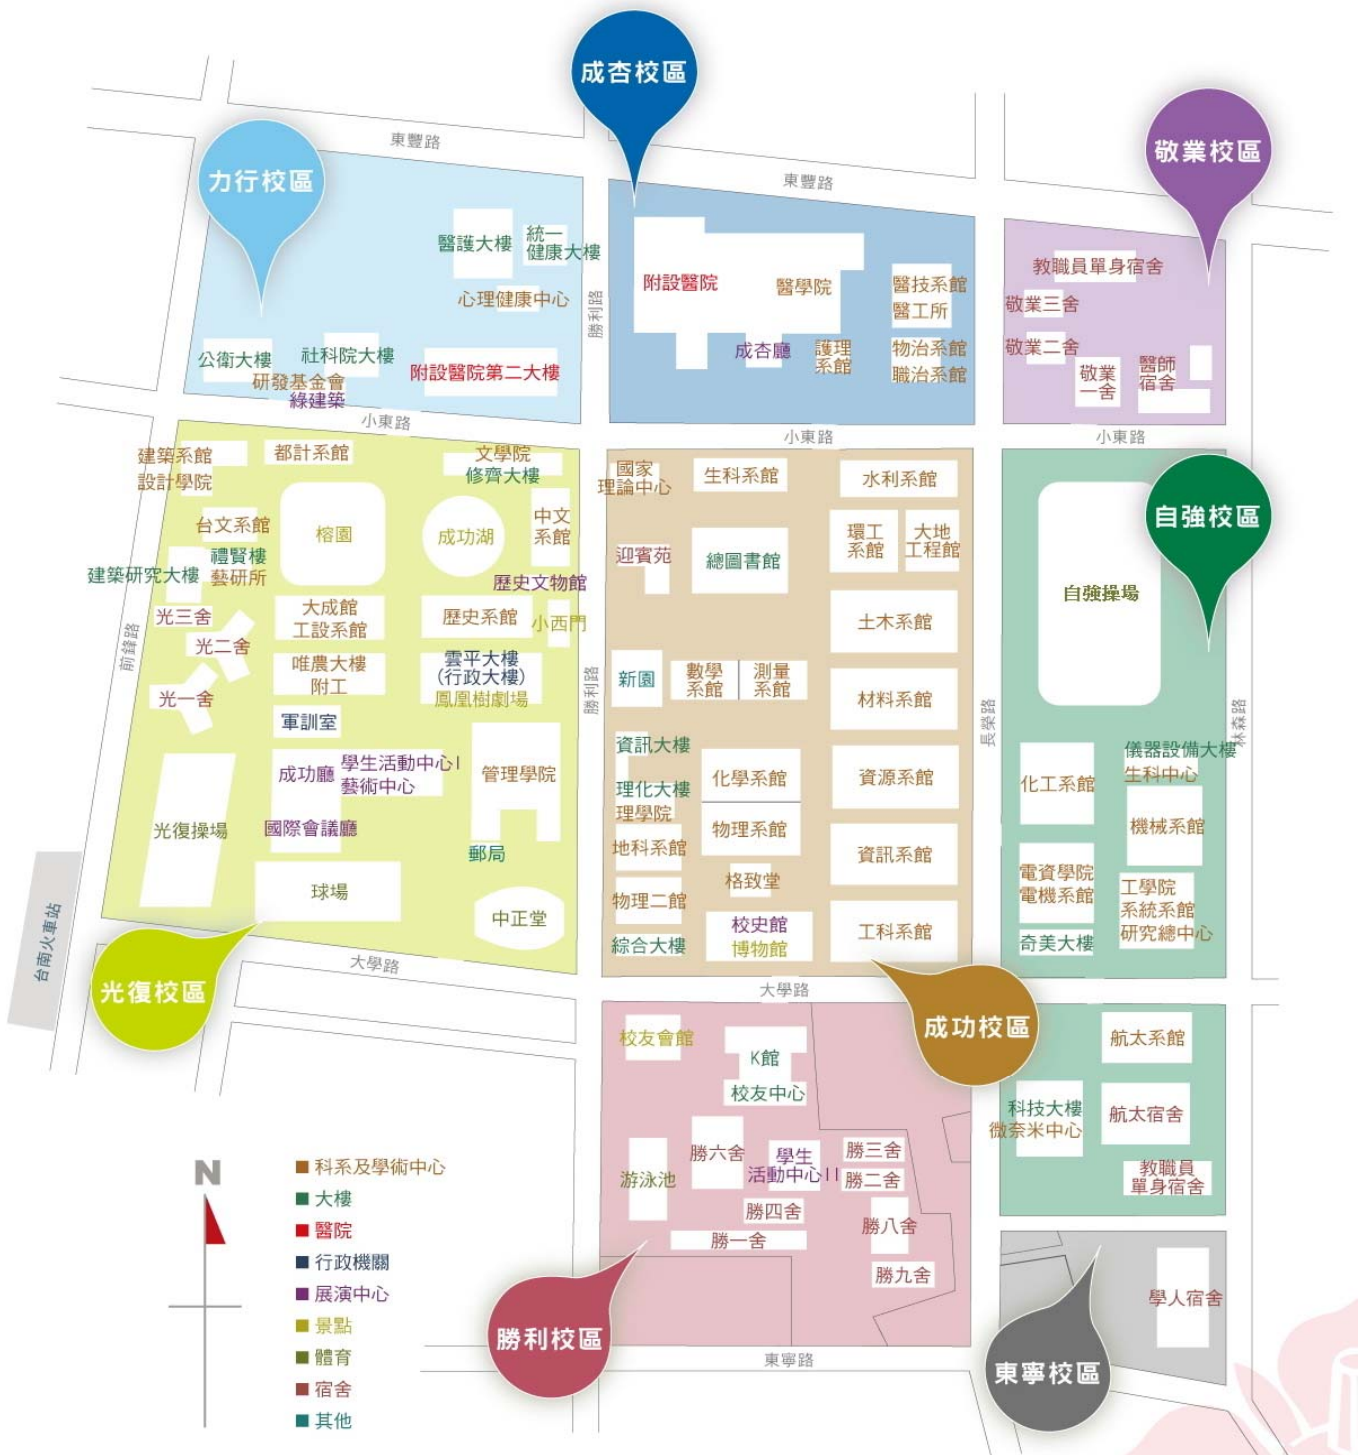 成杏校區
敬業校區
力行校區
東豐路
東豐路
醫護大樓
統一
健康大樓
心理健康中心
公衛大樓
社科院大樓
研發基金會
綠建築
附設醫院第二大樓
勝利路
附設醫院
醫學院
醫技系館
醫工所
成杏廳
護理
系館
物治系館
職治系館
教職員單身宿舍
敬業三舍
敬業二舍
敬業
一舍
醫師
宿舍
小東路
小東路
小東路
建築系館
設計學院
都計系館
文學院
修齊大樓
台文系館
榕園
成功湖
中文
系館
禮賢樓
藝研所
建築研究大樓
歷史文物館
光三舍
大成館
工設系館
歷史系館
小西門
光二舍
唯農大樓
附工
雲平大樓
(行政大樓)
鳳凰樹劇場
光一舍
軍訓室
成功廳
學生活動中心I
藝術中心
管理學院
光復操場
國際會議廳
郵局
球場
中正堂
前鋒路
台南火車站
光復校區
大學路
勝利路
國家
理論中心
生科系館
水利系館
迎賓苑
總圖書館
環工
系館
大地
工程館
土木系館
新園
數學
系館
測量
系館
材料系館
資訊大樓
化學系館
資源系館
理化大樓
理學院
物理系館
地科系館
資訊系館
格致堂
物理二館
校史館
博物館
工科系館
綜合大樓
長榮路
大學路
成功校區
自強校區
自強操場
林森路
儀器設備大樓
生科中心
化工系館
機械系館
電資學院
電機系館
工學院
系統系館
研究總中心
奇美大樓
航太系館
科技大樓
微奈米中心
航太宿舍
教職員
單身宿舍
校友會館
K館
校友中心
勝六舍
學生
活動中心II
勝三舍
勝二舍
游泳池
勝四舍
勝八舍
勝一舍
勝九舍
勝利校區
東寧路
東寧校區
學人宿舍
N
科系及學術中心
大樓
醫院
行政機關
展演中心
景點
體育
宿舍
其他